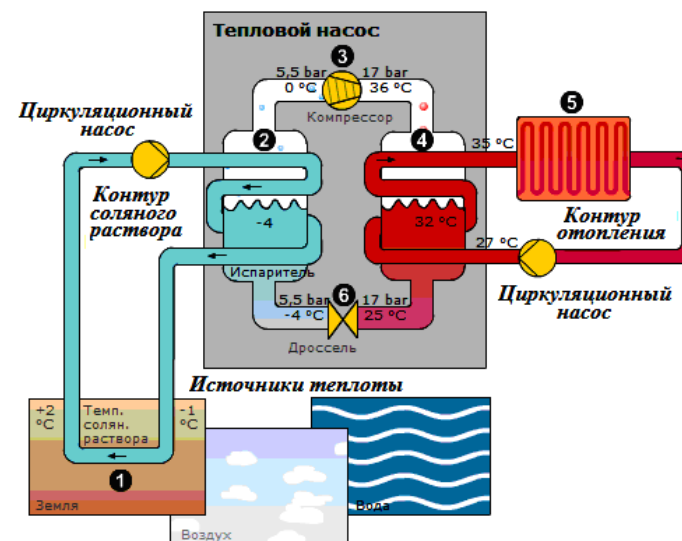 Тепловой насос
3
5,5 bar
17 bar
0 °C
36 °C
Компрессор
Циркуляционный
насос
2
4
5
35 °C
Контур
соляного
раствора
-4
32 °C
Контур
отопления
27 °C
Испаритель
Циркуляционный
насос
6
5,5 bar
17 bar
-4 °C
25 °C
Дроссель
Источники теплоты
+2
°C
Темп.
солян.
раствора
-1
°C
1
Земля
Вода
Воздух